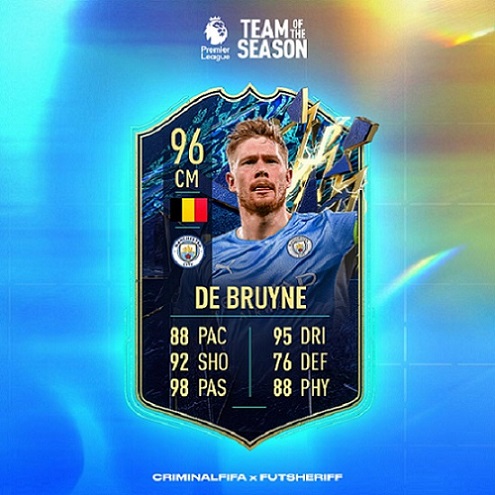 Premier
League
TEAM OF
THE
SEASON
96
CM
DE BRUYNE
88 PAC 95 DRI
92 SHO 76 DEF
98 PAS 88 PHY
CRIMINALFIFA x FUTSHERIFF